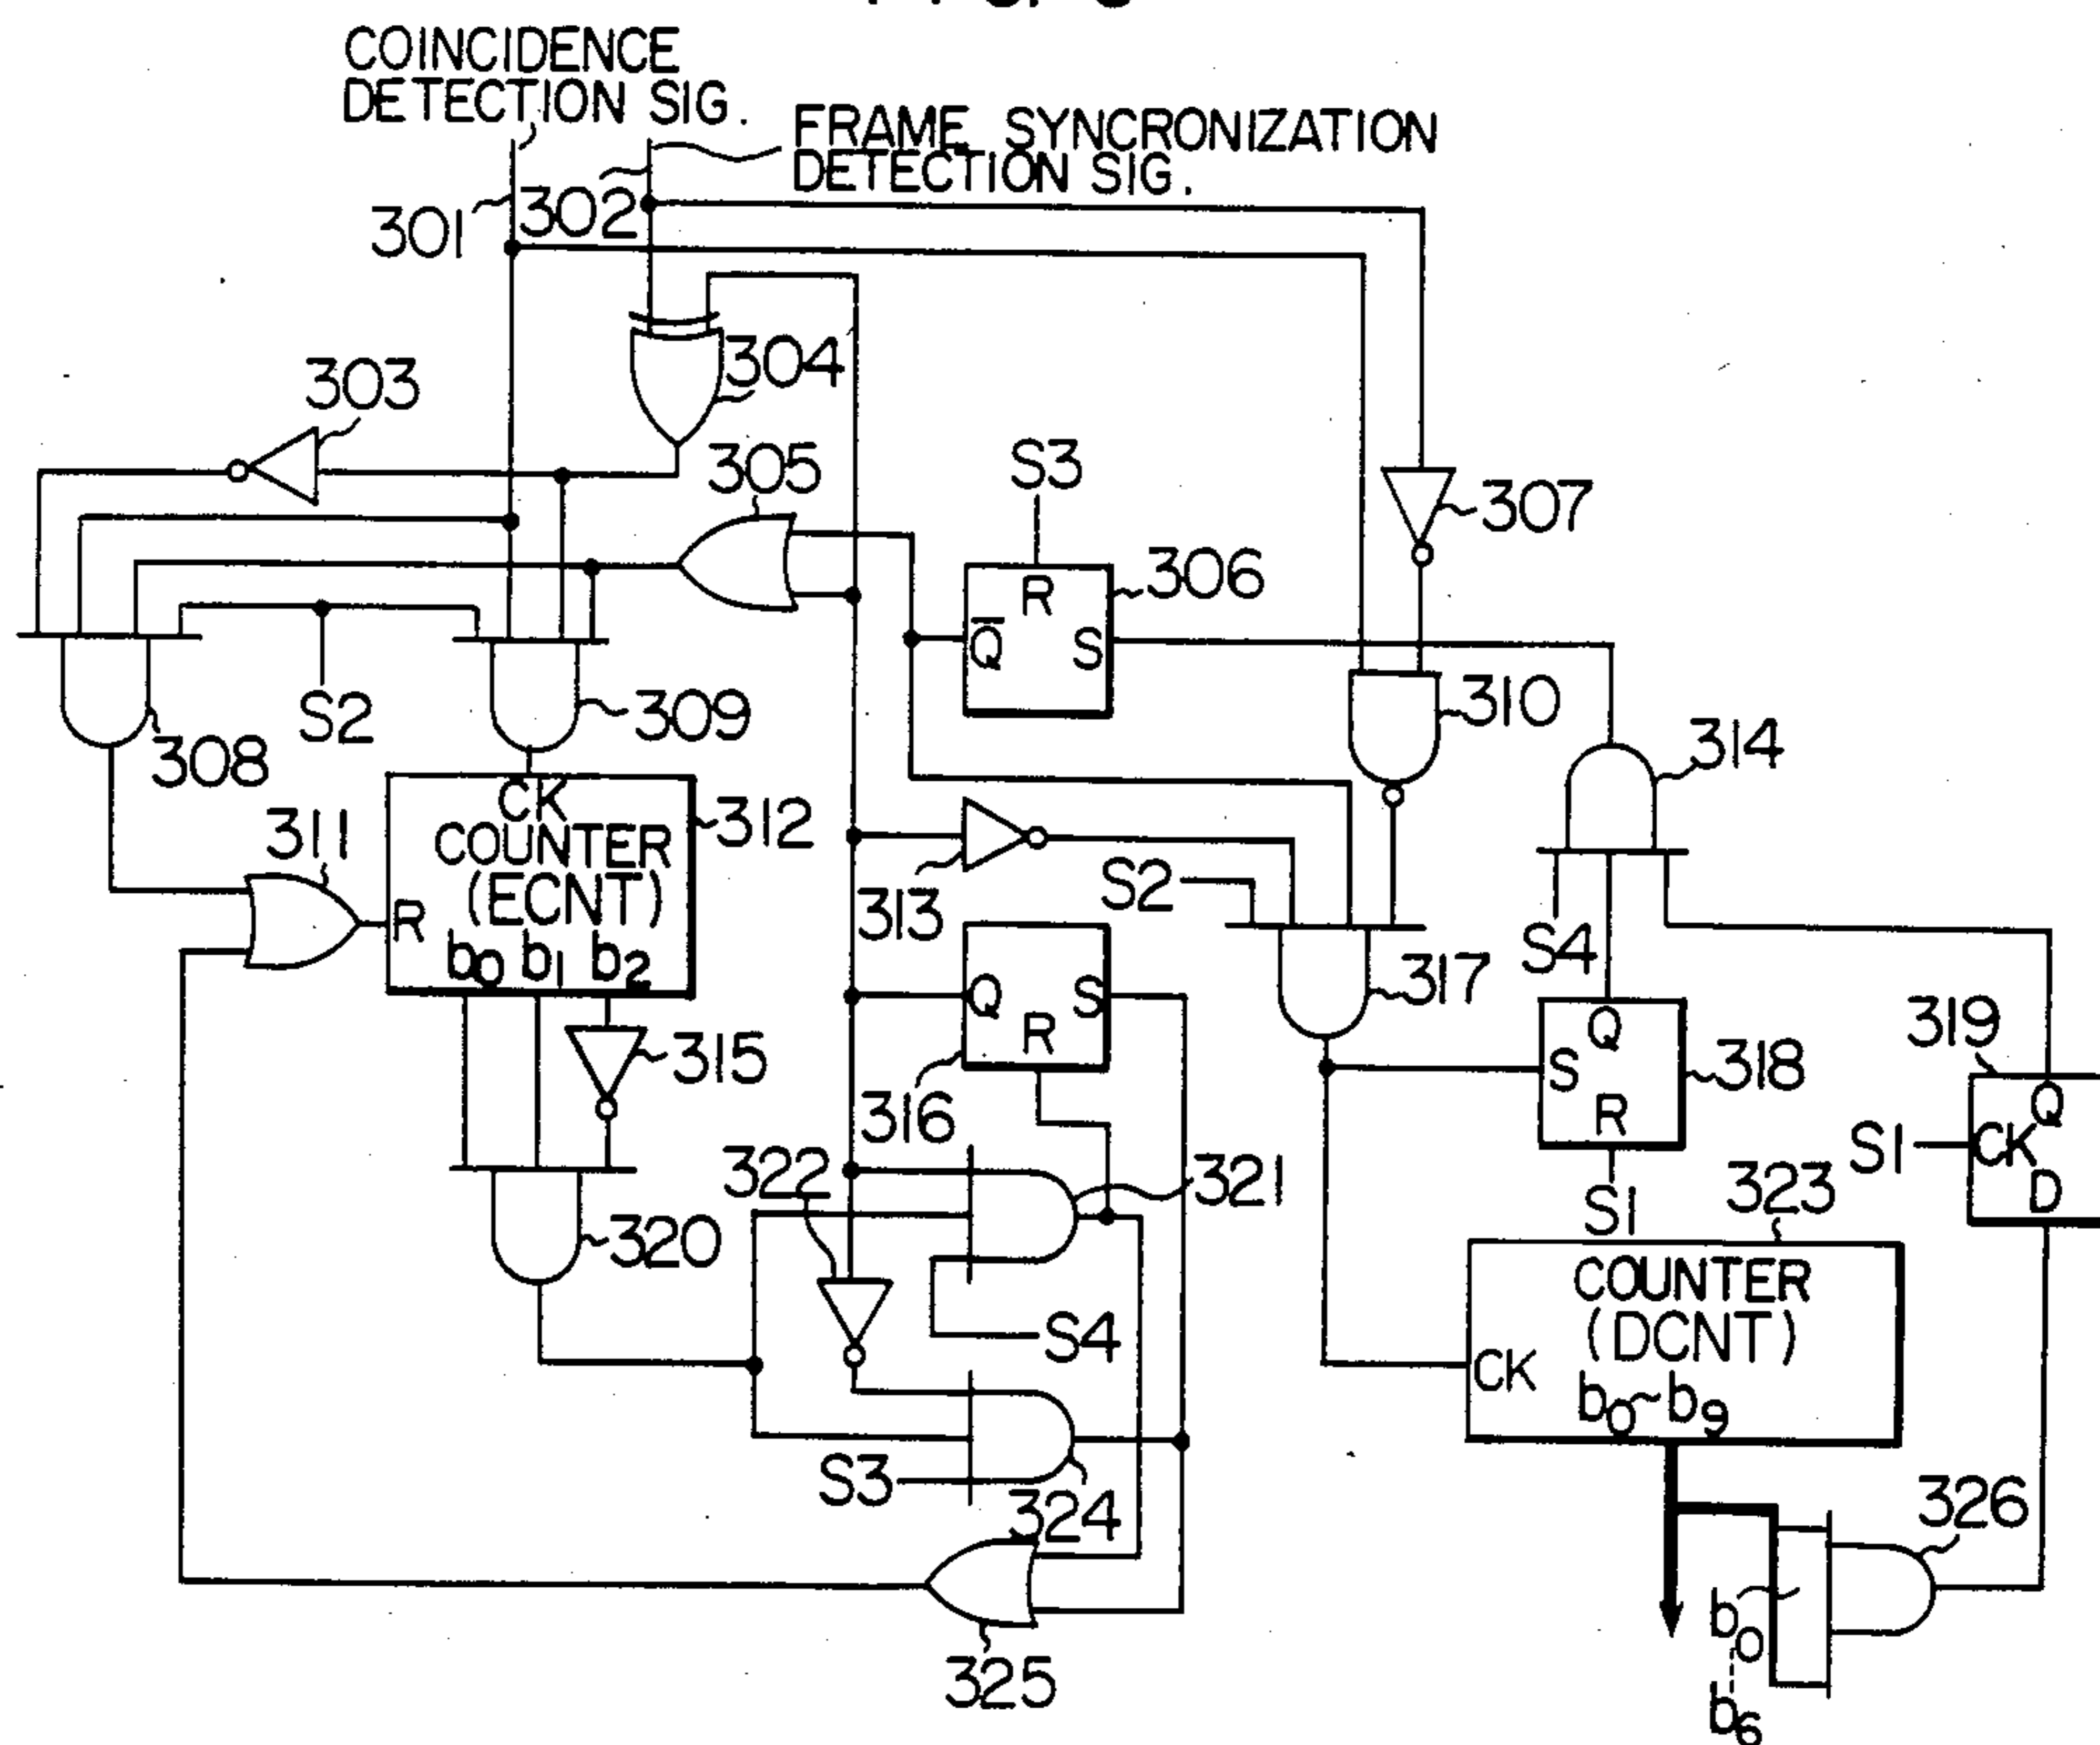 COINCIDENCE
DETECTION SIG.
FRAME SYNCRONIZATION
DETECTION SIG.
301
302
304
303
305
S3
307
R
306
Q̅
S
S2
309
310
308
314
CK
312
COUNTER
(ECNT)
311
R
b0 b1 b2
313
S2
S4
317
Q
S
R
315
316
319
Q
S
318
R
S1
CK
Q
D
322
321
S1
323
320
S4
COUNTER
(DCNT)
CK
b0~b9
S3
324
326
325
b0
b6